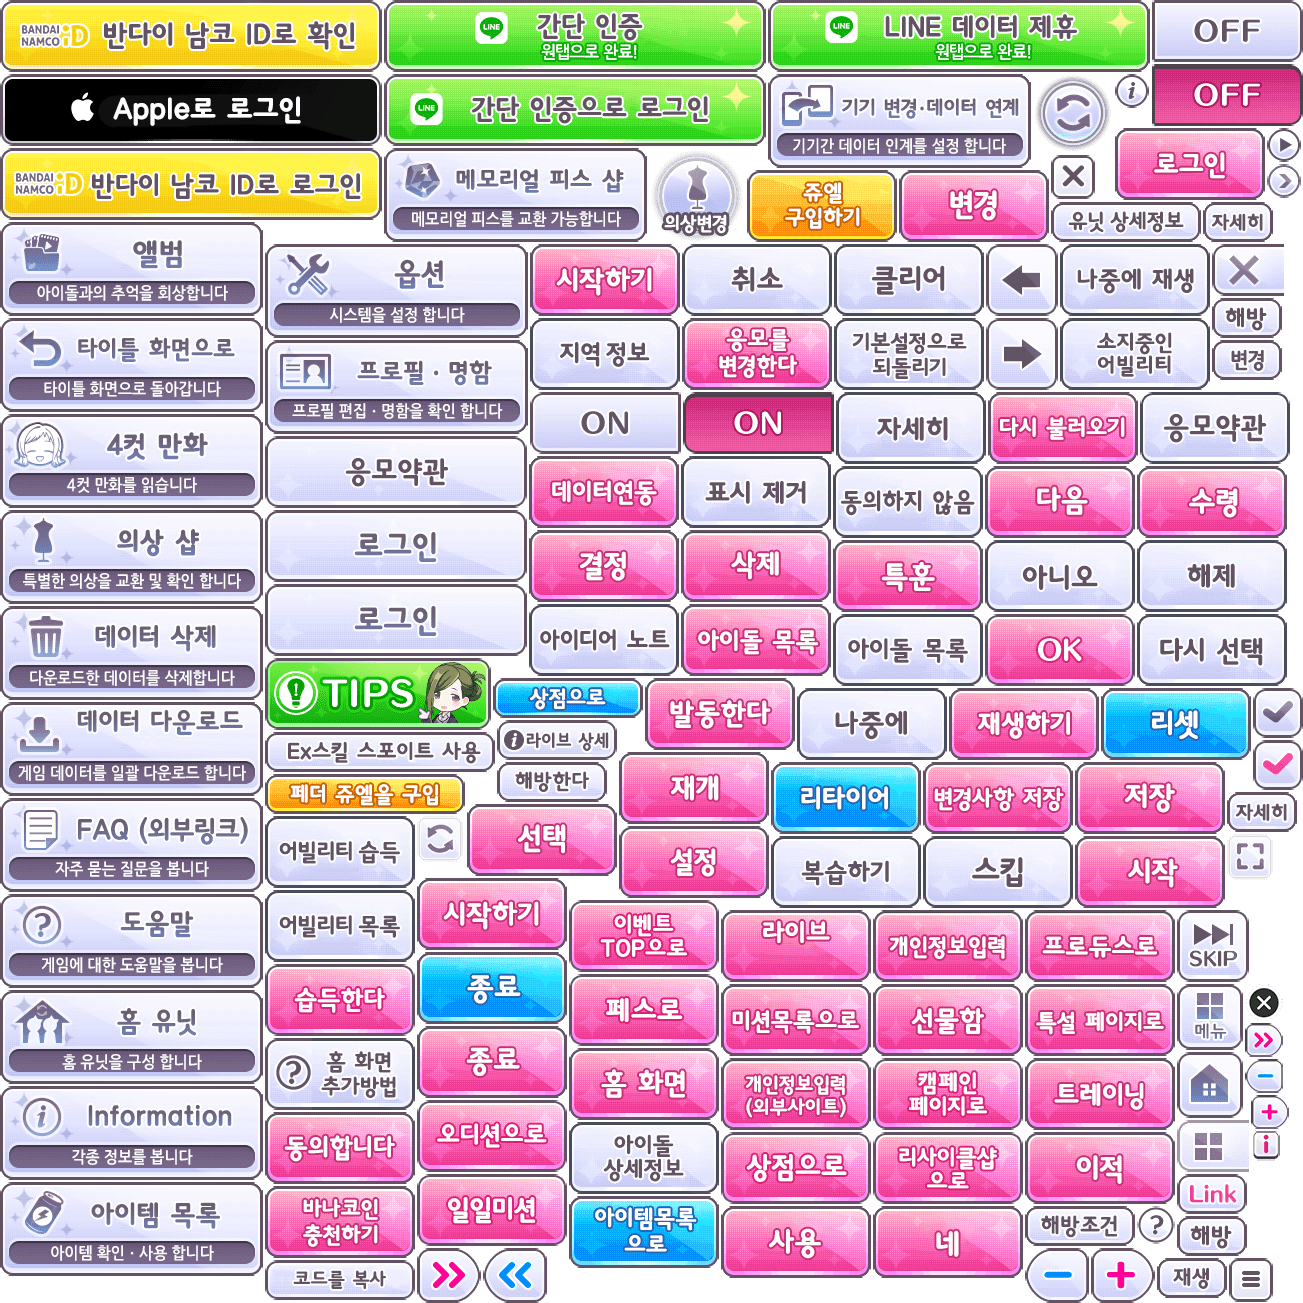 BANDAI NAMCO iD 반다이 남코 ID로 확인
간단 인증
원탭으로 완료!
LINE 데이터 제휴
원탭으로 완료!
OFF
Apple로 로그인
간단 인증으로 로그인
기기 변경·데이터 연계
기기간 데이터 인계를 설정 합니다
OFF
BANDAI NAMCO iD 반다이 남코 ID로 로그인
메모리얼 피스 샵
메모리얼 피스를 교환 가능합니다
의상변경
쥬엘
구입하기
변경
로그인
유닛 상세정보
자세히
앨범
아이돌과의 추억을 회상합니다
타이틀 화면으로
타이틀 화면으로 돌아갑니다
4컷 만화
4컷 만화를 읽습니다
의상 샵
특별한 의상을 교환 및 확인 합니다
데이터 삭제
다운로드한 데이터를 삭제합니다
데이터 다운로드
게임 데이터를 일괄 다운로드 합니다
FAQ (외부링크)
자주 묻는 질문을 봅니다
도움말
게임에 대한 도움말을 봅니다
홈 유닛
홈 유닛을 구성 합니다
Information
각종 정보를 봅니다
아이템 목록
아이템 확인 · 사용 합니다
옵션
시스템을 설정 합니다
프로필 · 명함
프로필 편집 · 명함을 확인 합니다
응모약관
로그인
로그인
TIPS
Ex스킬 스포이트 사용
페더 쥬엘을 구입
시작하기
취소
클리어
나중에 재생
해방
지역 정보
응모를
변경한다
기본설정으로
되돌리기
소지중인
어빌리티
변경
ON
ON
자세히
다시 불러오기
응모약관
데이터연동
표시 제거
동의하지 않음
다음
수령
결정
삭제
특훈
아니오
해제
아이디어 노트
아이돌 목록
아이돌 목록
OK
다시 선택
상점으로
라이브 상세
해방한다
발동한다
나중에
재생하기
리셋
재개
리타이어
변경사항 저장
저장
자세히
어빌리티 습득
선택
설정
복습하기
스킵
시작
어빌리티 목록
시작하기
이벤트
TOP으로
라이브
개인정보입력
프로듀스로
SKIP
습득한다
종료
페스로
미션목록으로
선물함
특설 페이지로
메뉴
홈 화면
추가방법
종료
홈 화면
개인정보입력
(외부사이트)
캠페인
페이지로
트레이닝
동의합니다
오디션으로
아이돌
상세정보
상점으로
리사이클샵
으로
이적
Link
바나코인
충천하기
일일미션
아이템목록
으로
사용
네
해방조건
해방
코드를 복사
재생